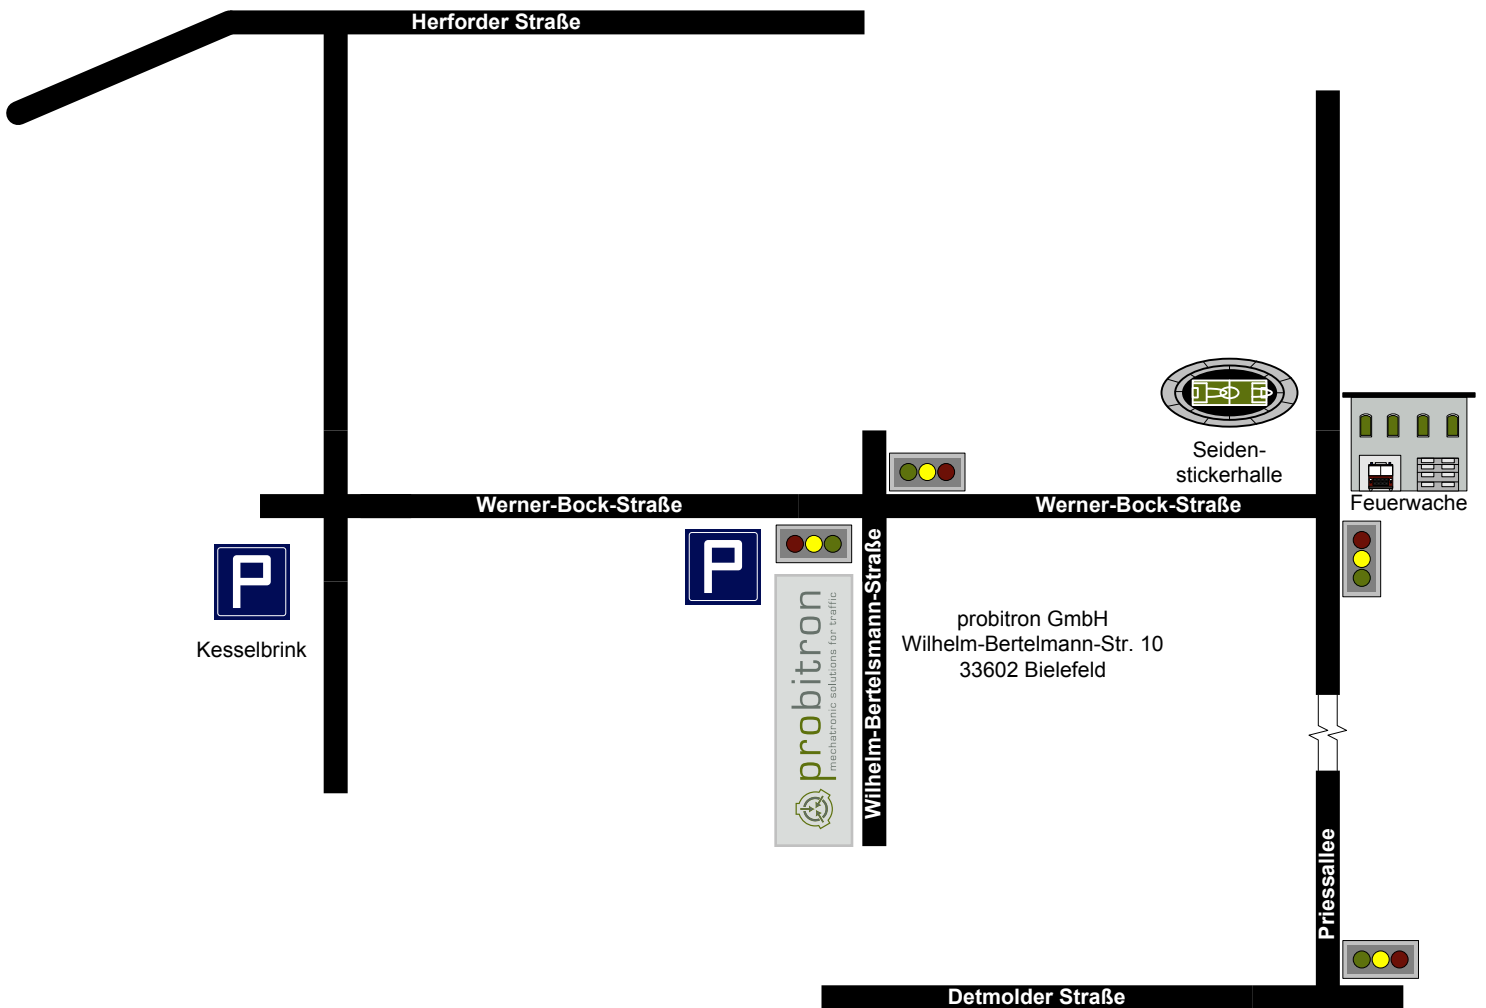 Herforder Straße
Seiden-
stickerhalle
Feuerwache
Werner-Bock-Straße
Werner-Bock-Straße
P
Kesselbrink
P
probitron
mechatronic solutions for traffic
Wilhelm-Bertelsmann-Straße
probitron GmbH
Wilhelm-Bertelmann-Str. 10
33602 Bielefeld
Priessallee
Detmolder Straße